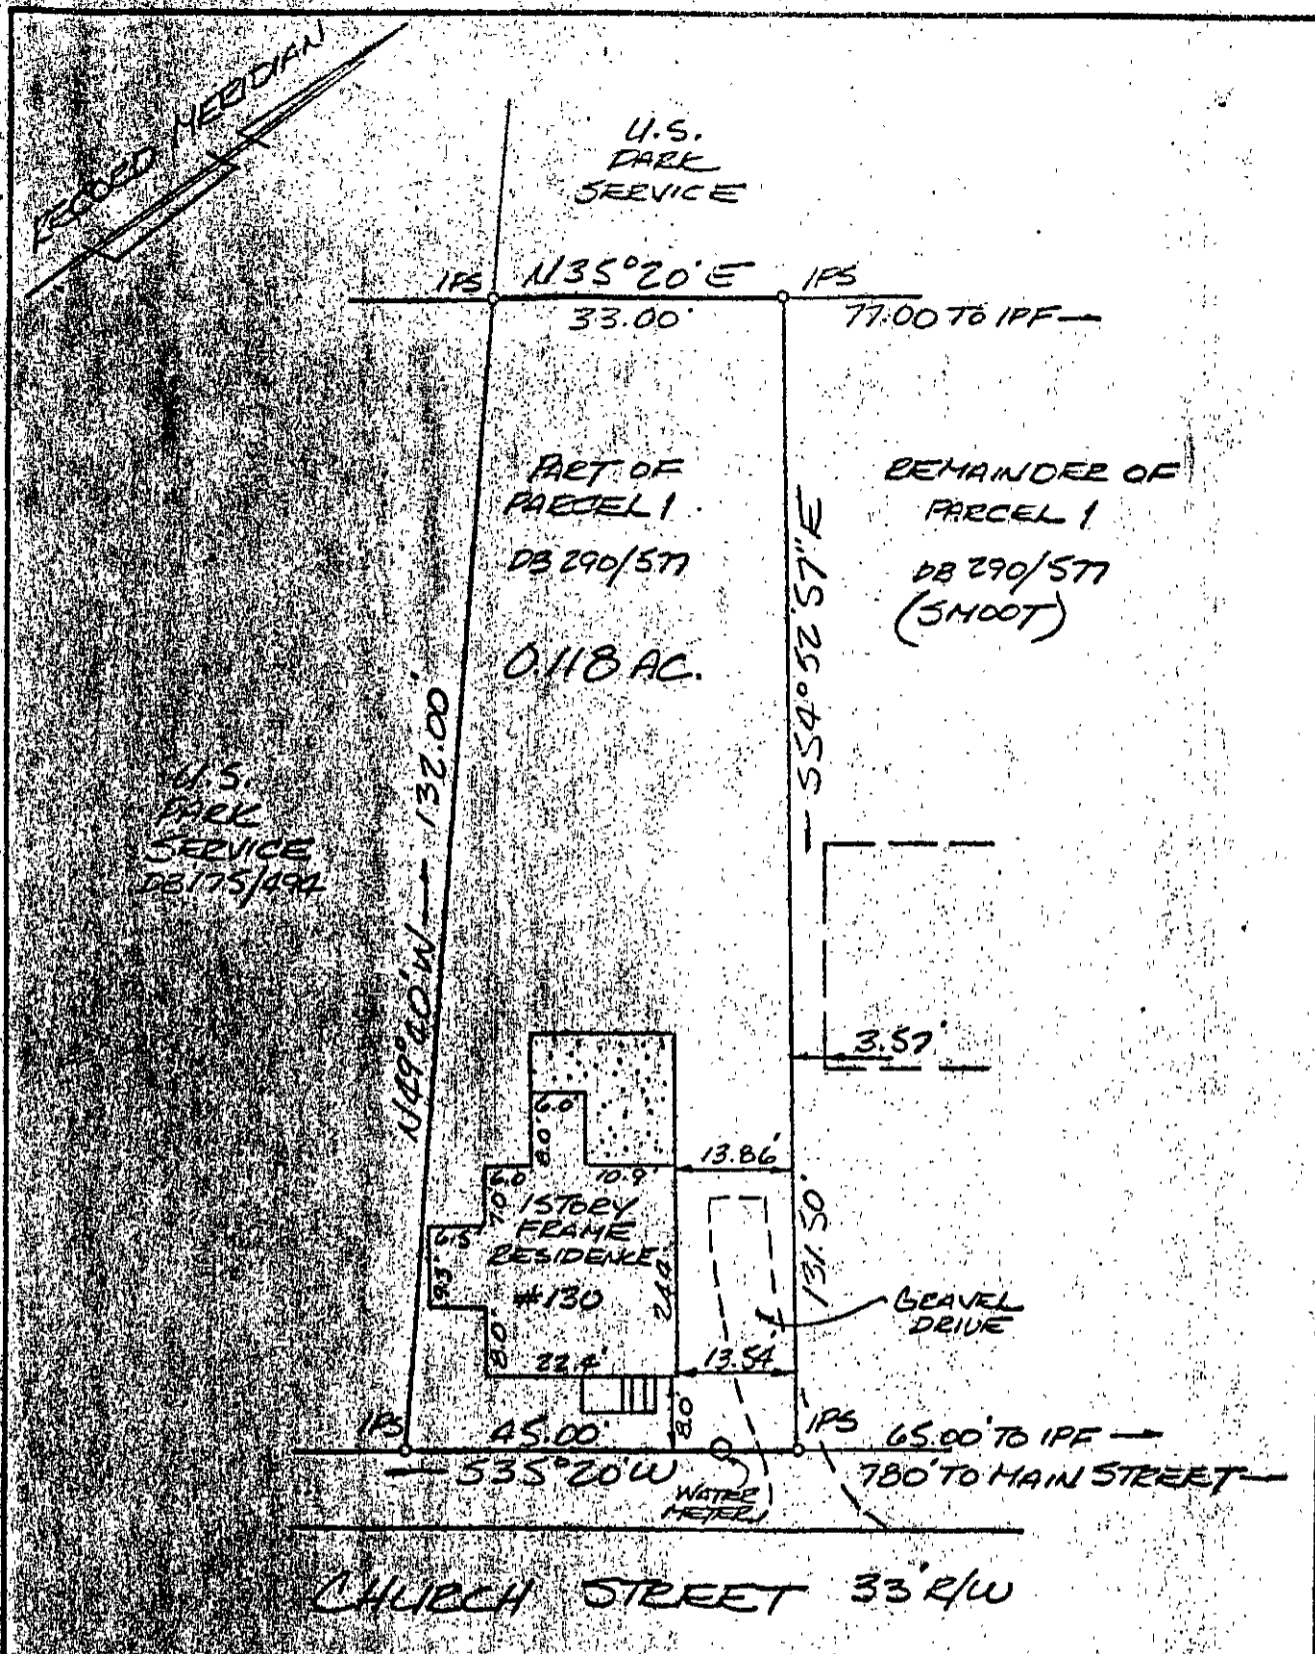 RECORD MERIDIAN
U.S.
PARK
SERVICE
IPS
N35°20'E
IPS
33.00'
77.00 TO IPF
PART OF
PARCEL 1
DB 290/577
0.118 AC.
REMAINDER OF
PARCEL 1
DB 290/577
(SMOOT)
S54°52'57"E
131.50'
N49°40'W 132.00'
U.S.
PARK
SERVICE
DB175/494
3.57'
6.0'
8.0'
6.0
10.9'
13.86'
7.0'
6.5'
9.3'
8.0'
1 STORY
FRAME
RESIDENCE
#130
24.4'
22.4'
13.54'
8.0'
GRAVEL
DRIVE
IPS
45.00'
IPS
65.00' TO IPF
S35°20'W
780' TO MAIN STREET
WATER
METER
CHURCH STREET 33' R/W